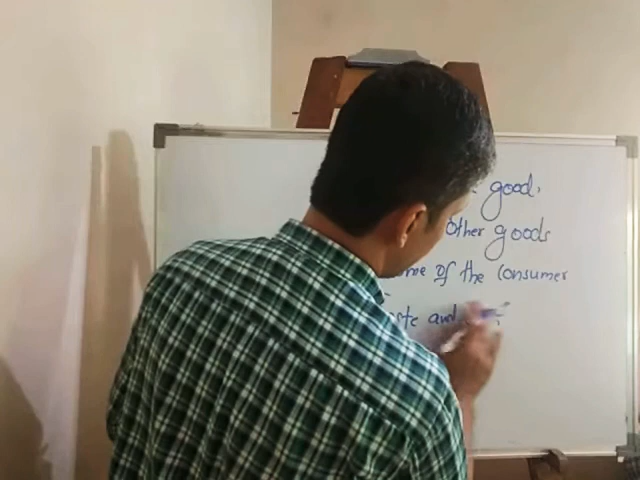 good.
Other goods
me of the Consumer
ste and